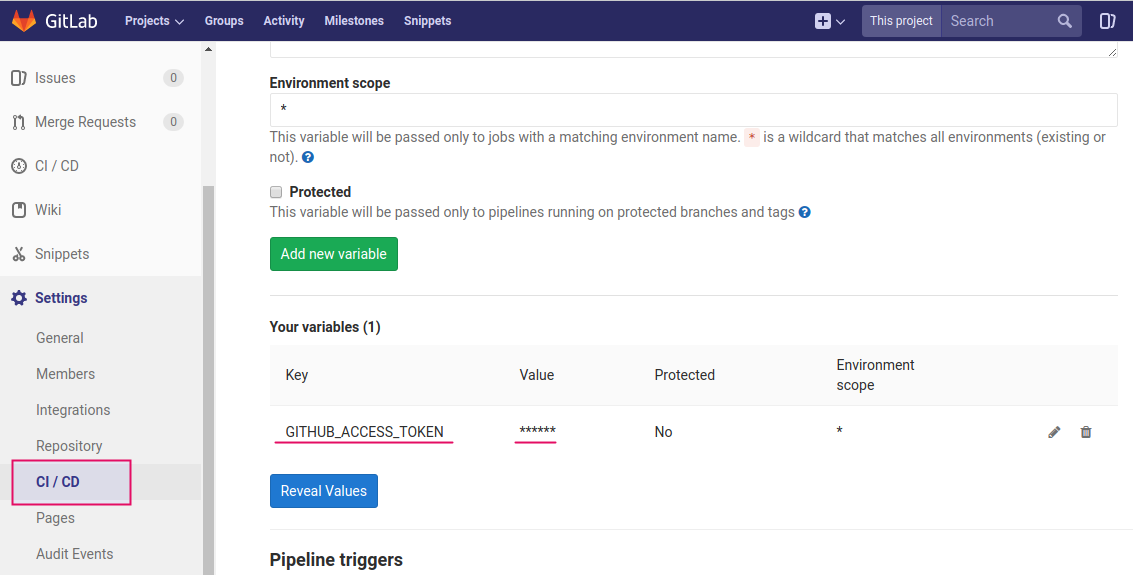 GitLab Projects Groups Activity Milestones Snippets This project Search
Issues 0
Merge Requests 0
CI / CD
Wiki
Snippets
Settings
General
Members
Integrations
Repository
CI / CD
Pages
Audit Events
Environment scope
*
This variable will be passed only to jobs with a matching environment name. * is a wildcard that matches all environments (existing or
not). ?
Protected
This variable will be passed only to pipelines running on protected branches and tags ?
Add new variable
Your variables (1)
Key Value Protected Environment
scope
GITHUB_ACCESS_TOKEN ****** No *
Reveal Values
Pipeline triggers